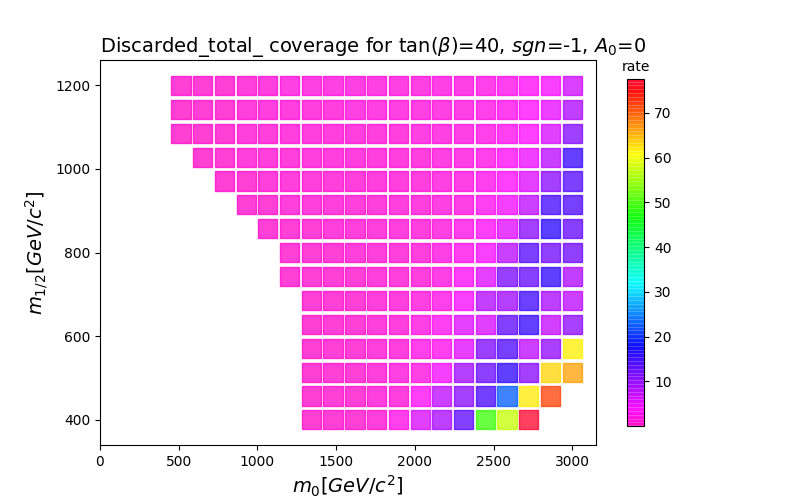 Discarded_total_ coverage for tan(β)=40, sgn=-1, A₀=0
rate
1200
1000
800
600
400
m₁/₂[GeV/c²]
0 500 1000 1500 2000 2500 3000
m₀[GeV/c²]
70
60
50
40
30
20
10